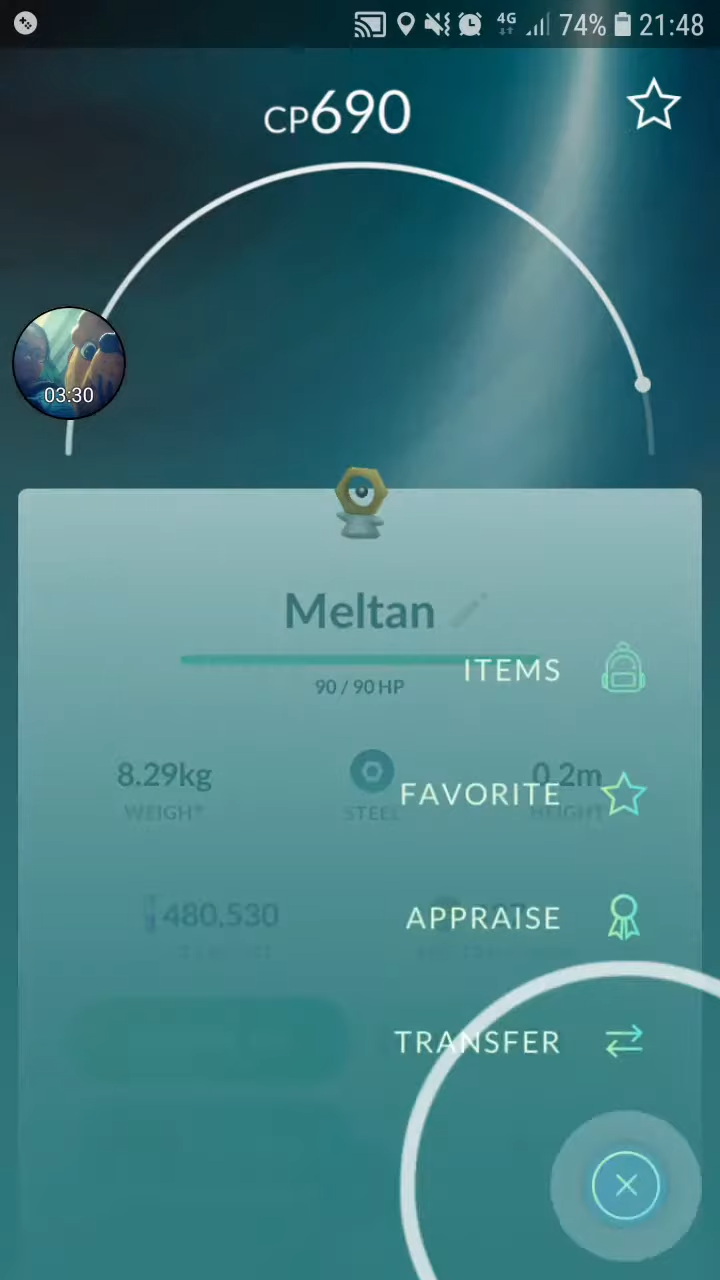 4G 74% 21:48
CP690
03:30
Meltan
ITEMS
90 / 90 HP
8.29kg
0.2m
WEIGHT
STEEL
FAVORITE
HEIGHT
480,530
APPRAISE
TRANSFER